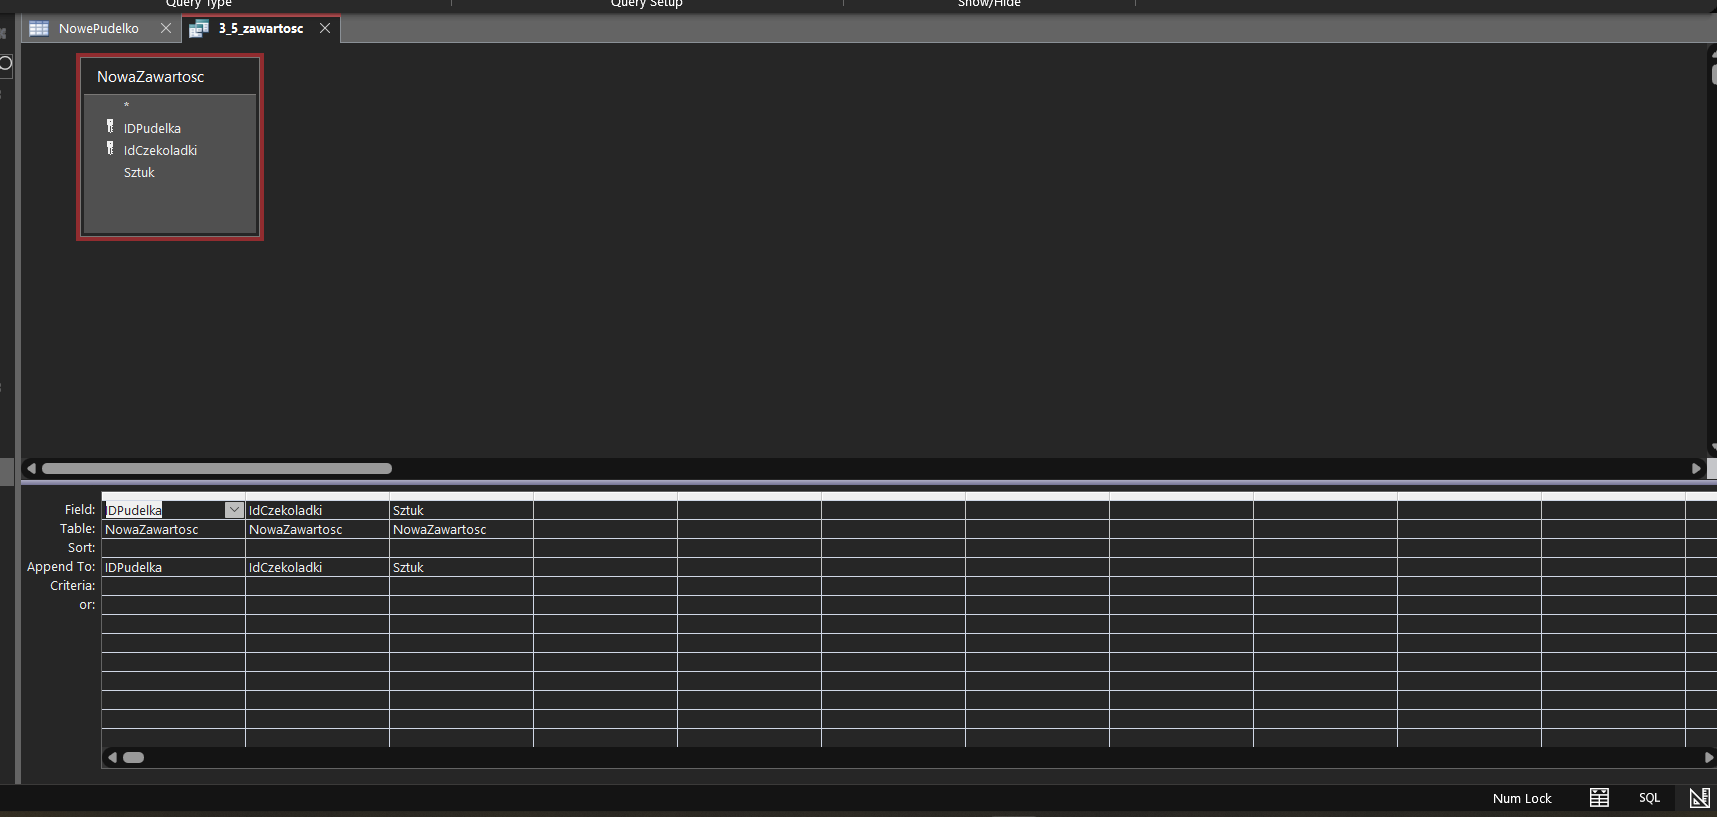 Query Type Query Setup Show/Hide
NowePudelko 3_5_zawartosc
NowaZawartosc
*
IDPudelka
IdCzekoladki
Sztuk
Field: IDPudelka IdCzekoladki Sztuk
Table: NowaZawartosc NowaZawartosc NowaZawartosc
Sort:
Append To: IDPudelka IdCzekoladki Sztuk
Criteria:
or:
Num Lock SQL